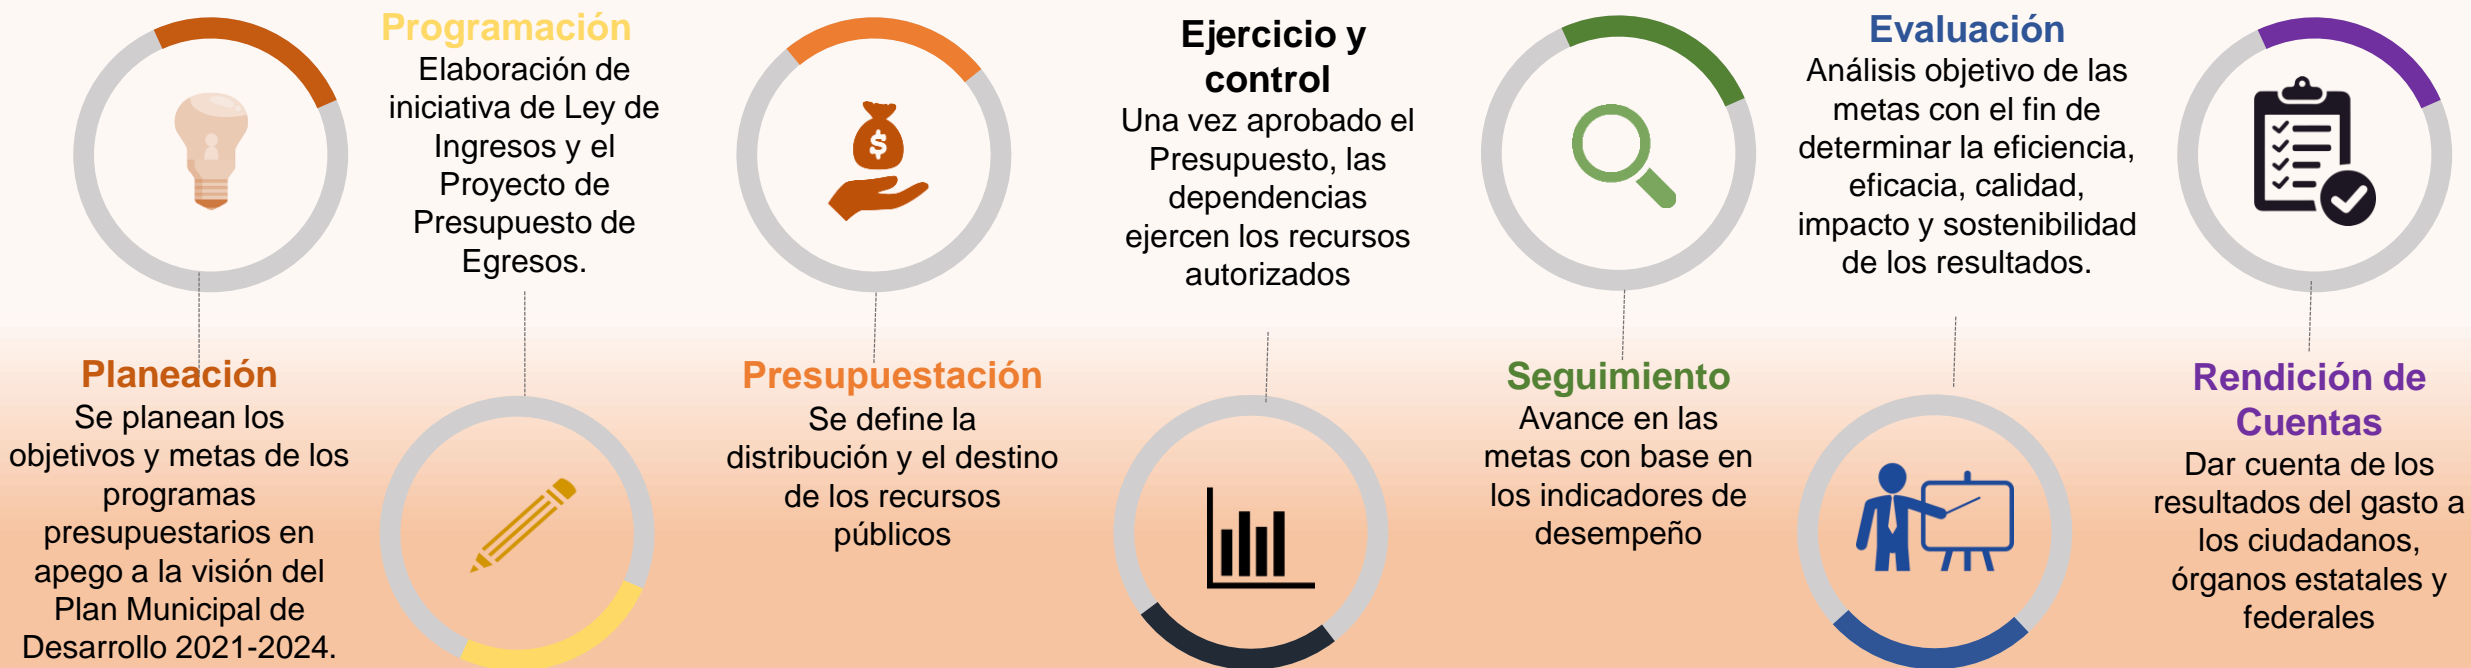 Planeación
Se planean los
objetivos y metas de los
programas
presupuestarios en
apego a la visión del
Plan Municipal de
Desarrollo 2021-2024.
Programación
Elaboración de
iniciativa de Ley de
Ingresos y el
Proyecto de
Presupuesto de
Egresos.
$
Presupuestación
Se define la
distribución y el destino
de los recursos
públicos
Ejercicio y
control
Una vez aprobado el
Presupuesto, las
dependencias
ejercen los recursos
autorizados
Seguimiento
Avance en las
metas con base en
los indicadores de
desempeño
Evaluación
Análisis objetivo de las
metas con el fin de
determinar la eficiencia,
eficacia, calidad,
impacto y sostenibilidad
de los resultados.
Rendición de
Cuentas
Dar cuenta de los
resultados del gasto a
los ciudadanos,
órganos estatales y
federales